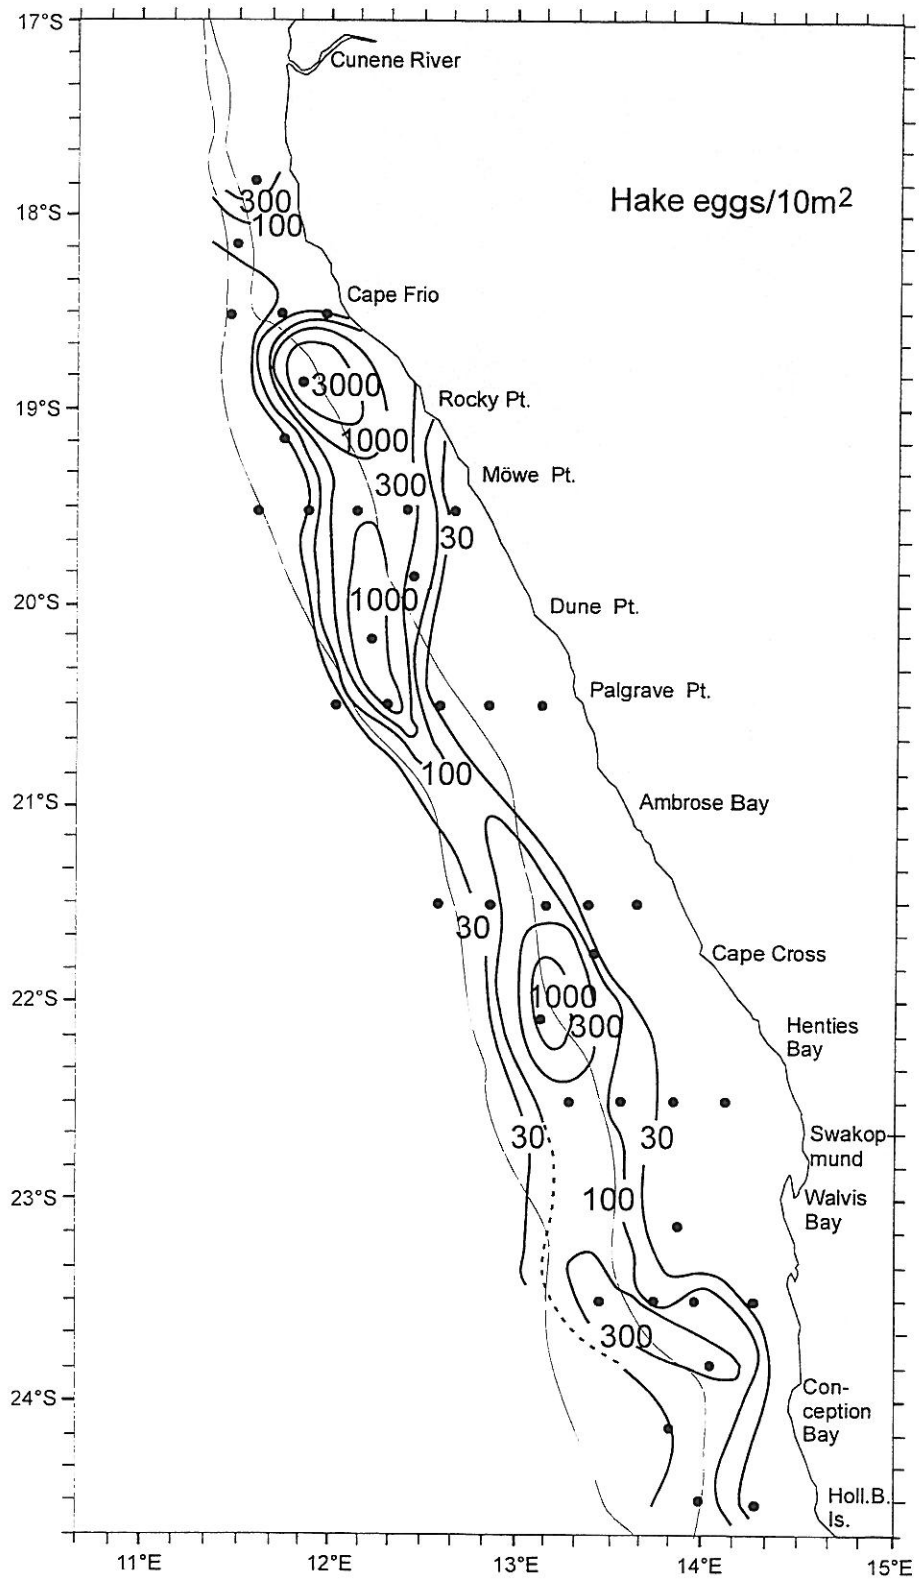 17°S
Cunene River
Hake eggs/10m²
300
18°S
100
Cape Frio
3000
Rocky Pt.
19°S
1000
Möwe Pt.
300
30
1000
20°S
Dune Pt.
Palgrave Pt.
100
21°S
Ambrose Bay
30
Cape Cross
22°S
1000
300
Henties
Bay
30
30
Swakop-
mund
23°S
100
Walvis
Bay
300
24°S
Con-
ception
Bay
Holl.B.
Is.
11°E
12°E
13°E
14°E
15°E